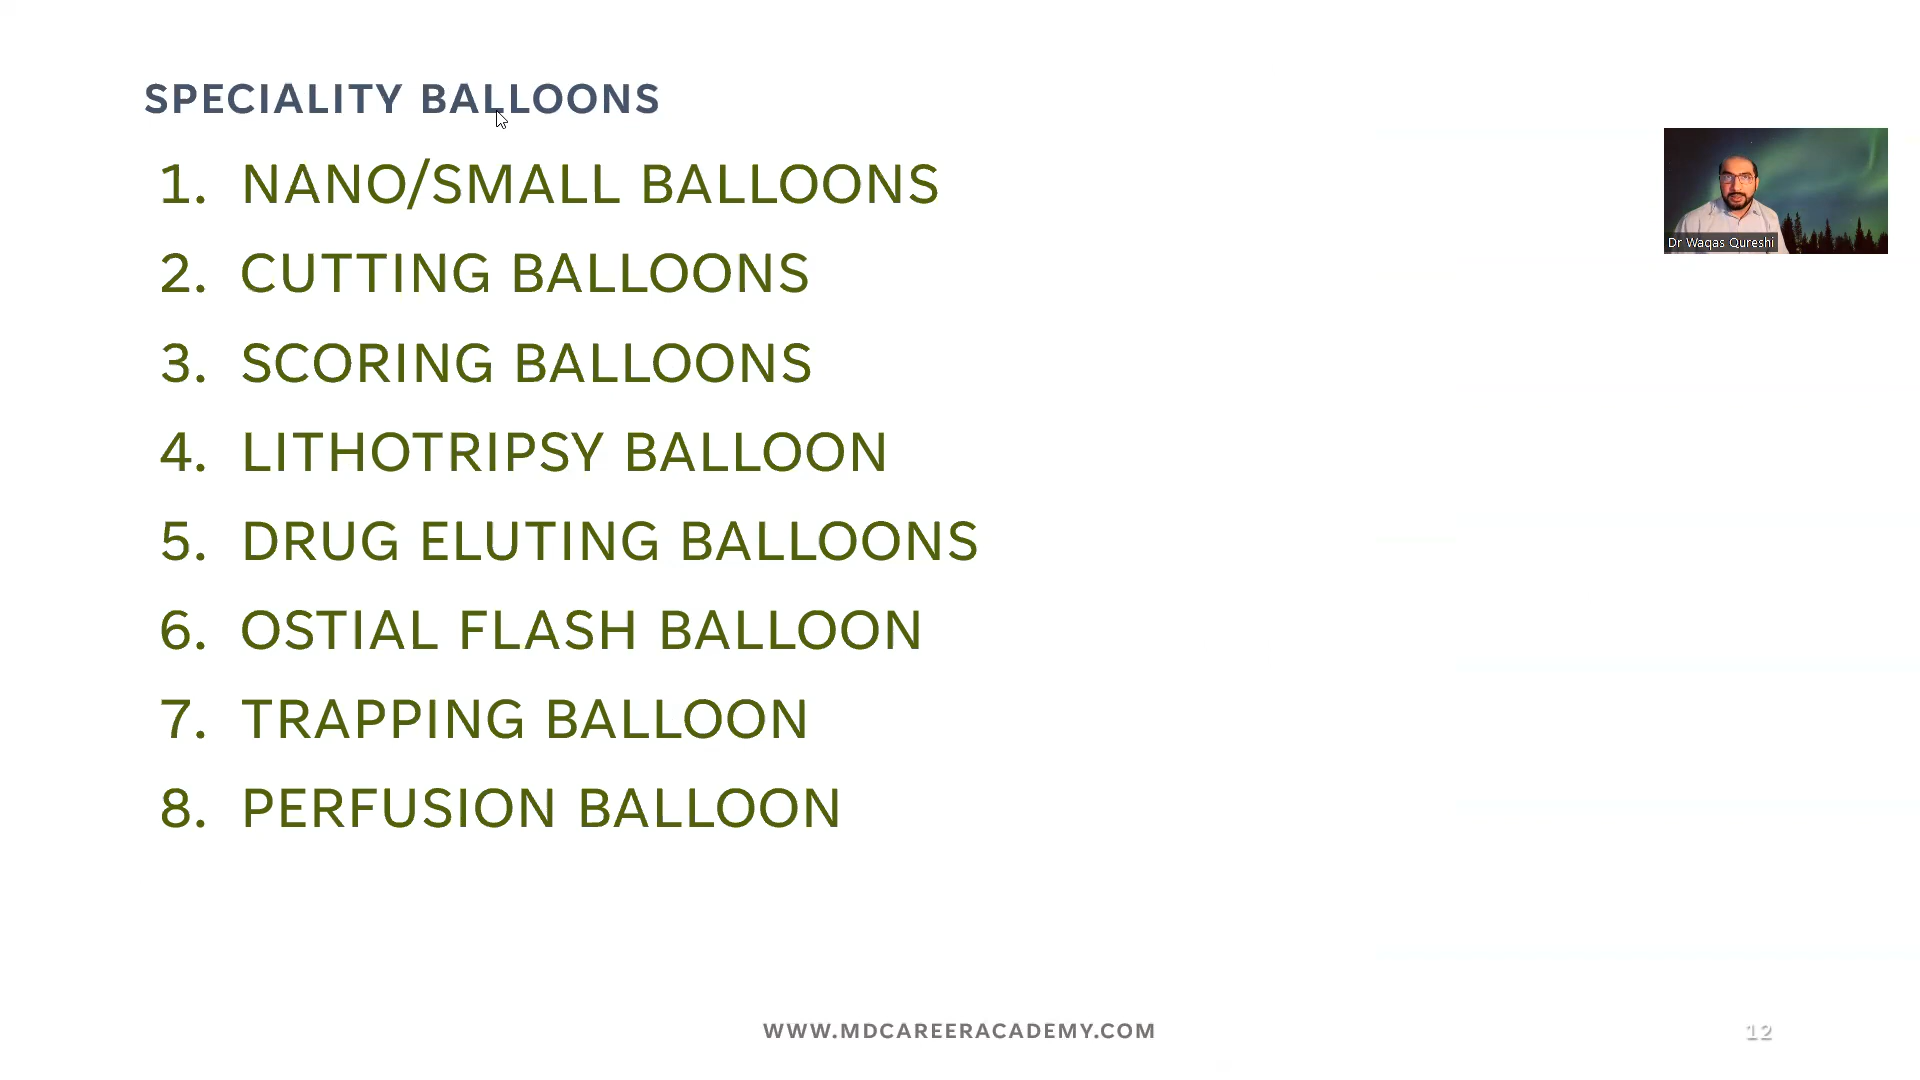 SPECIALITY BALLOONS
1. NANO/SMALL BALLOONS
2. CUTTING BALLOONS
3. SCORING BALLOONS
4. LITHOTRIPSY BALLOON
5. DRUG ELUTING BALLOONS
6. OSTIAL FLASH BALLOON
7. TRAPPING BALLOON
8. PERFUSION BALLOON
Dr Waqas Qureshi
WWW.MDCAREERACADEMY.COM
12